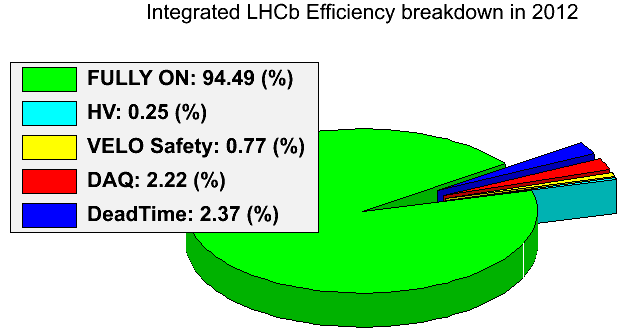 Integrated LHCb Efficiency breakdown in 2012
FULLY ON: 94.49 (%)
HV: 0.25 (%)
VELO Safety: 0.77 (%)
DAQ: 2.22 (%)
DeadTime: 2.37 (%)